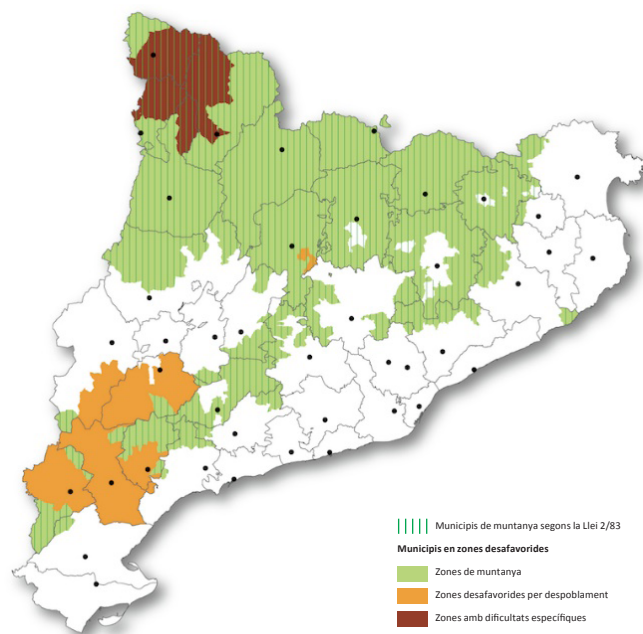 Municipis de muntanya segons la Llei 2/83
Municipis en zones desafavorides
Zones de muntanya
Zones desafavorides per despoblament
Zones amb dificultats específiques